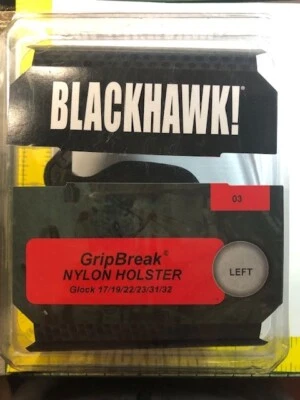 BLACKHAWK!®
03
GripBreak©
NYLON HOLSTER
Glock 17/19/22/23/31/32
LEFT